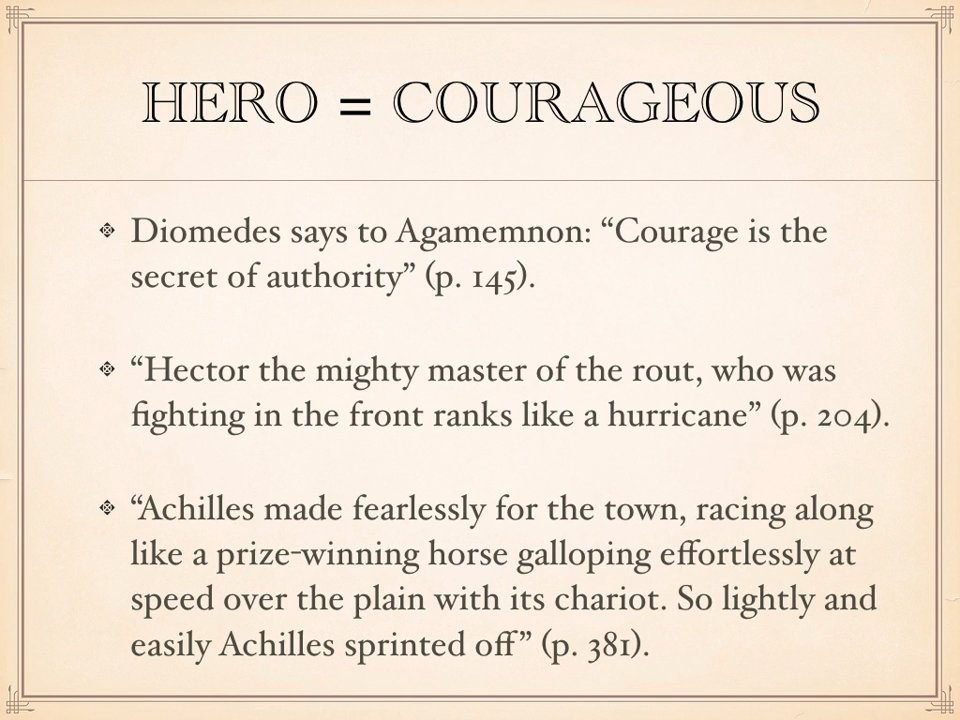 HERO = COURAGEOUS
Diomedes says to Agamemnon: “Courage is the
secret of authority” (p. 145).
“Hector the mighty master of the rout, who was
fighting in the front ranks like a hurricane” (p. 204).
“Achilles made fearlessly for the town, racing along
like a prize-winning horse galloping effortlessly at
speed over the plain with its chariot. So lightly and
easily Achilles sprinted off” (p. 381).